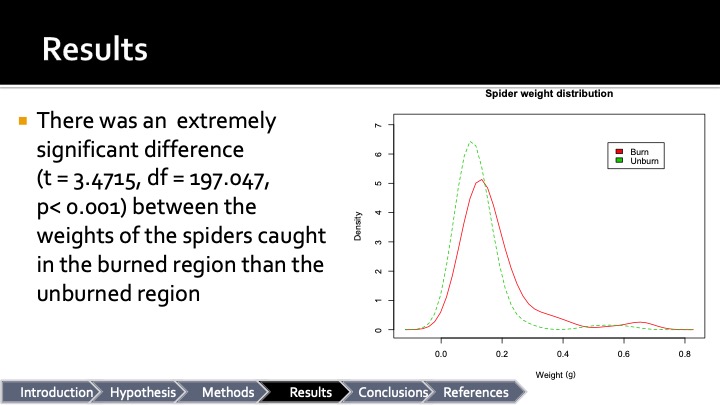 Results
There was an extremely
significant difference
(t = 3.4715, df = 197.047,
p< 0.001) between the
weights of the spiders caught
in the burned region than the
unburned region
Spider weight distribution
Density
7
6
5
4
3
2
1
0
Burn
Unburn
0.0 0.2 0.4 0.6 0.8
Weight (g)
Introduction Hypothesis Methods Results Conclusions References